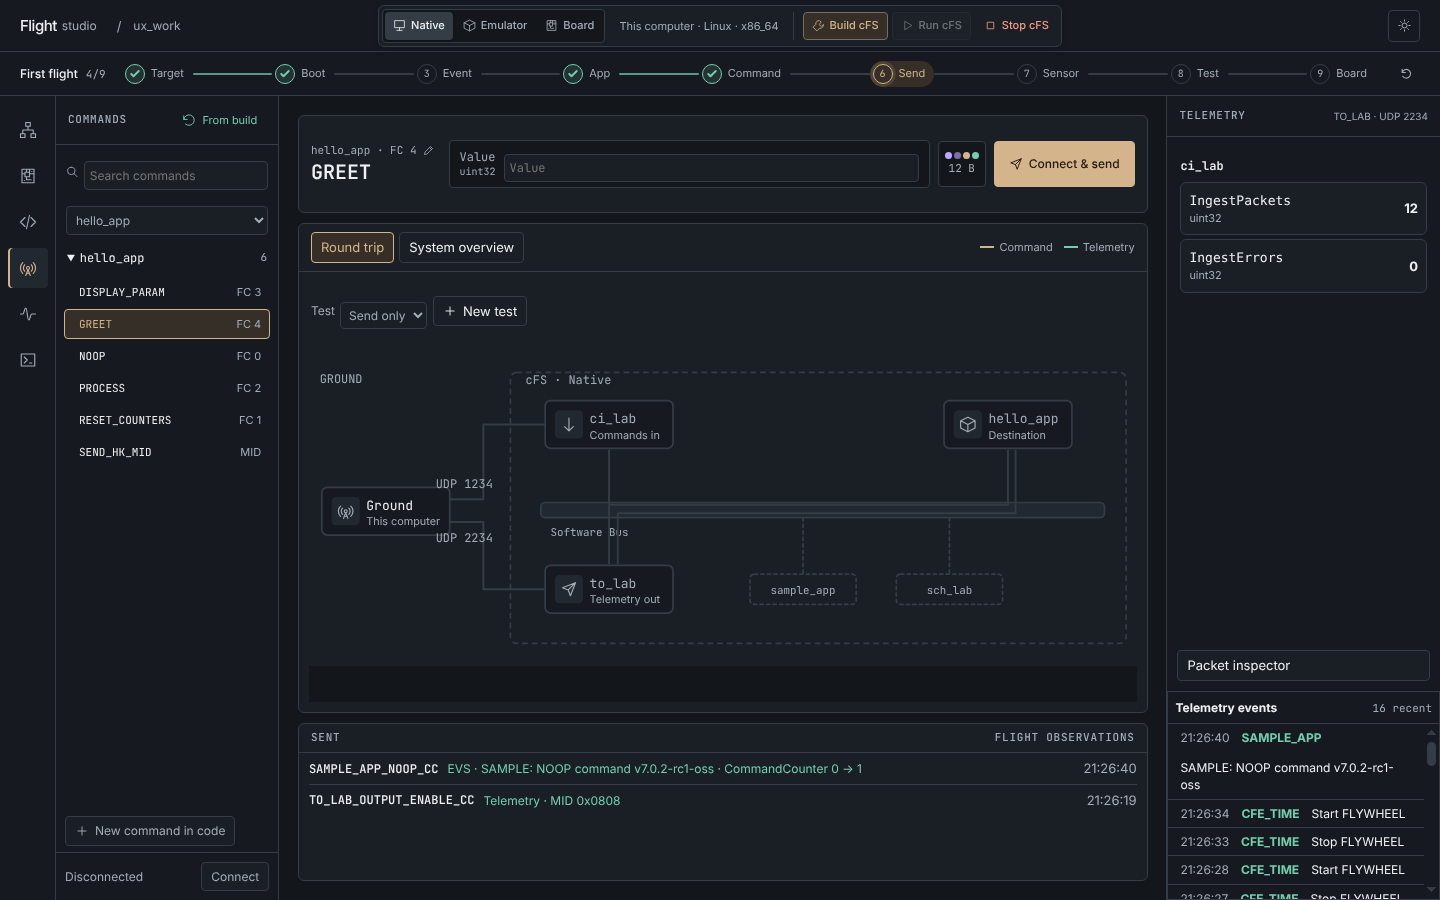 Flight studio / ux_work
Native Emulator Board This computer · Linux · x86_64 Build cFS Run cFS Stop cFS
First flight 4/9 Target Boot 3 Event App Command 6 Send 7 Sensor 8 Test 9 Board
COMMANDS From build
Search commands
hello_app
hello_app 6
DISPLAY_PARAM FC 3
GREET FC 4
NOOP FC 0
PROCESS FC 2
RESET_COUNTERS FC 1
SEND_HK_MID MID
New command in code
Disconnected Connect
hello_app · FC 4
GREET
Value
uint32
Value
12 B
Connect & send
Round trip System overview Command Telemetry
Test Send only New test
GROUND
cFS · Native
ci_lab
Commands in
hello_app
Destination
UDP 1234
Ground
This computer
UDP 2234
Software Bus
to_lab
Telemetry out
sample_app
sch_lab
SENT FLIGHT OBSERVATIONS
SAMPLE_APP_NOOP_CC EVS · SAMPLE: NOOP command v7.0.2-rc1-oss · CommandCounter 0 → 1 21:26:40
TO_LAB_OUTPUT_ENABLE_CC Telemetry · MID 0x0808 21:26:19
TELEMETRY TO_LAB · UDP 2234
ci_lab
IngestPackets
uint32
12
IngestErrors
uint32
0
Packet inspector
Telemetry events 16 recent
21:26:40 SAMPLE_APP
SAMPLE: NOOP command v7.0.2-rc1-
oss
21:26:34 CFE_TIME Start FLYWHEEL
21:26:33 CFE_TIME Stop FLYWHEEL
21:26:28 CFE_TIME Start FLYWHEEL
21:26:27 CFE_TIME Stop FLYWHEEL